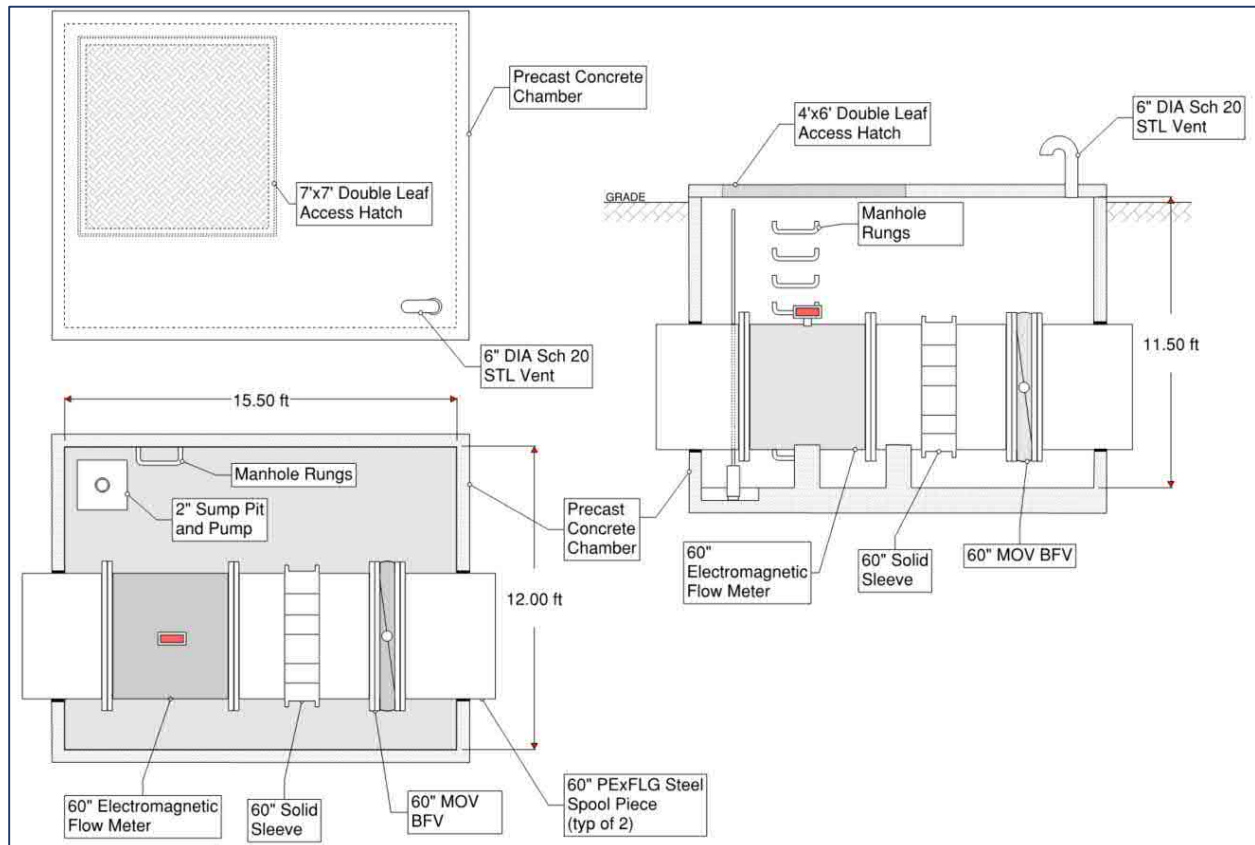 Precast Concrete
Chamber
7'x7' Double Leaf
Access Hatch
6" DIA Sch 20
STL Vent
4'x6' Double Leaf
Access Hatch
6" DIA Sch 20
STL Vent
GRADE
Manhole
Rungs
11.50 ft
60"
Electromagnetic
Flow Meter
60" Solid
Sleeve
60" MOV BFV
15.50 ft
Manhole Rungs
2" Sump Pit
and Pump
Precast
Concrete
Chamber
12.00 ft
60" Electromagnetic
Flow Meter
60" Solid
Sleeve
60" MOV
BFV
60" PExFLG Steel
Spool Piece
(typ of 2)